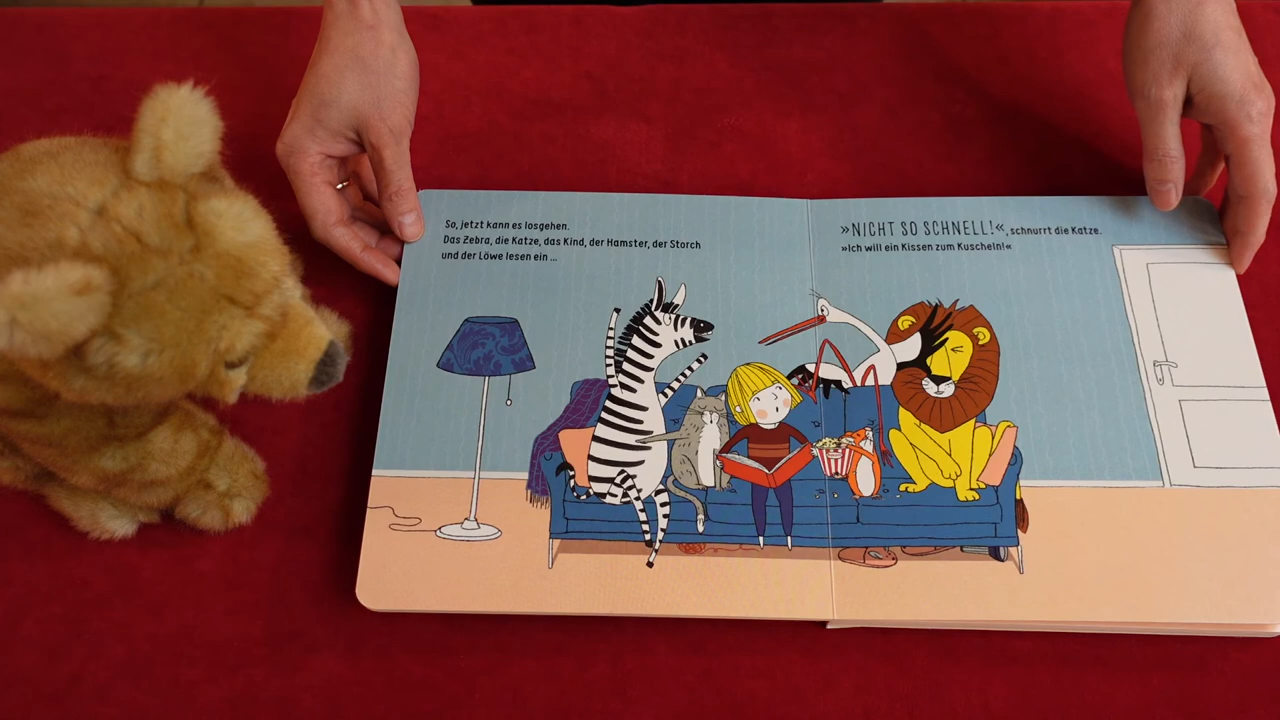 So, jetzt kann es losgehen.
Das Zebra, die Katze, das Kind, der Hamster, der Storch
und der Löwe lesen ein ...
»NICHT SO SCHNELL!«, schnurrt die Katze.
»Ich will ein Kissen zum Kuscheln!«